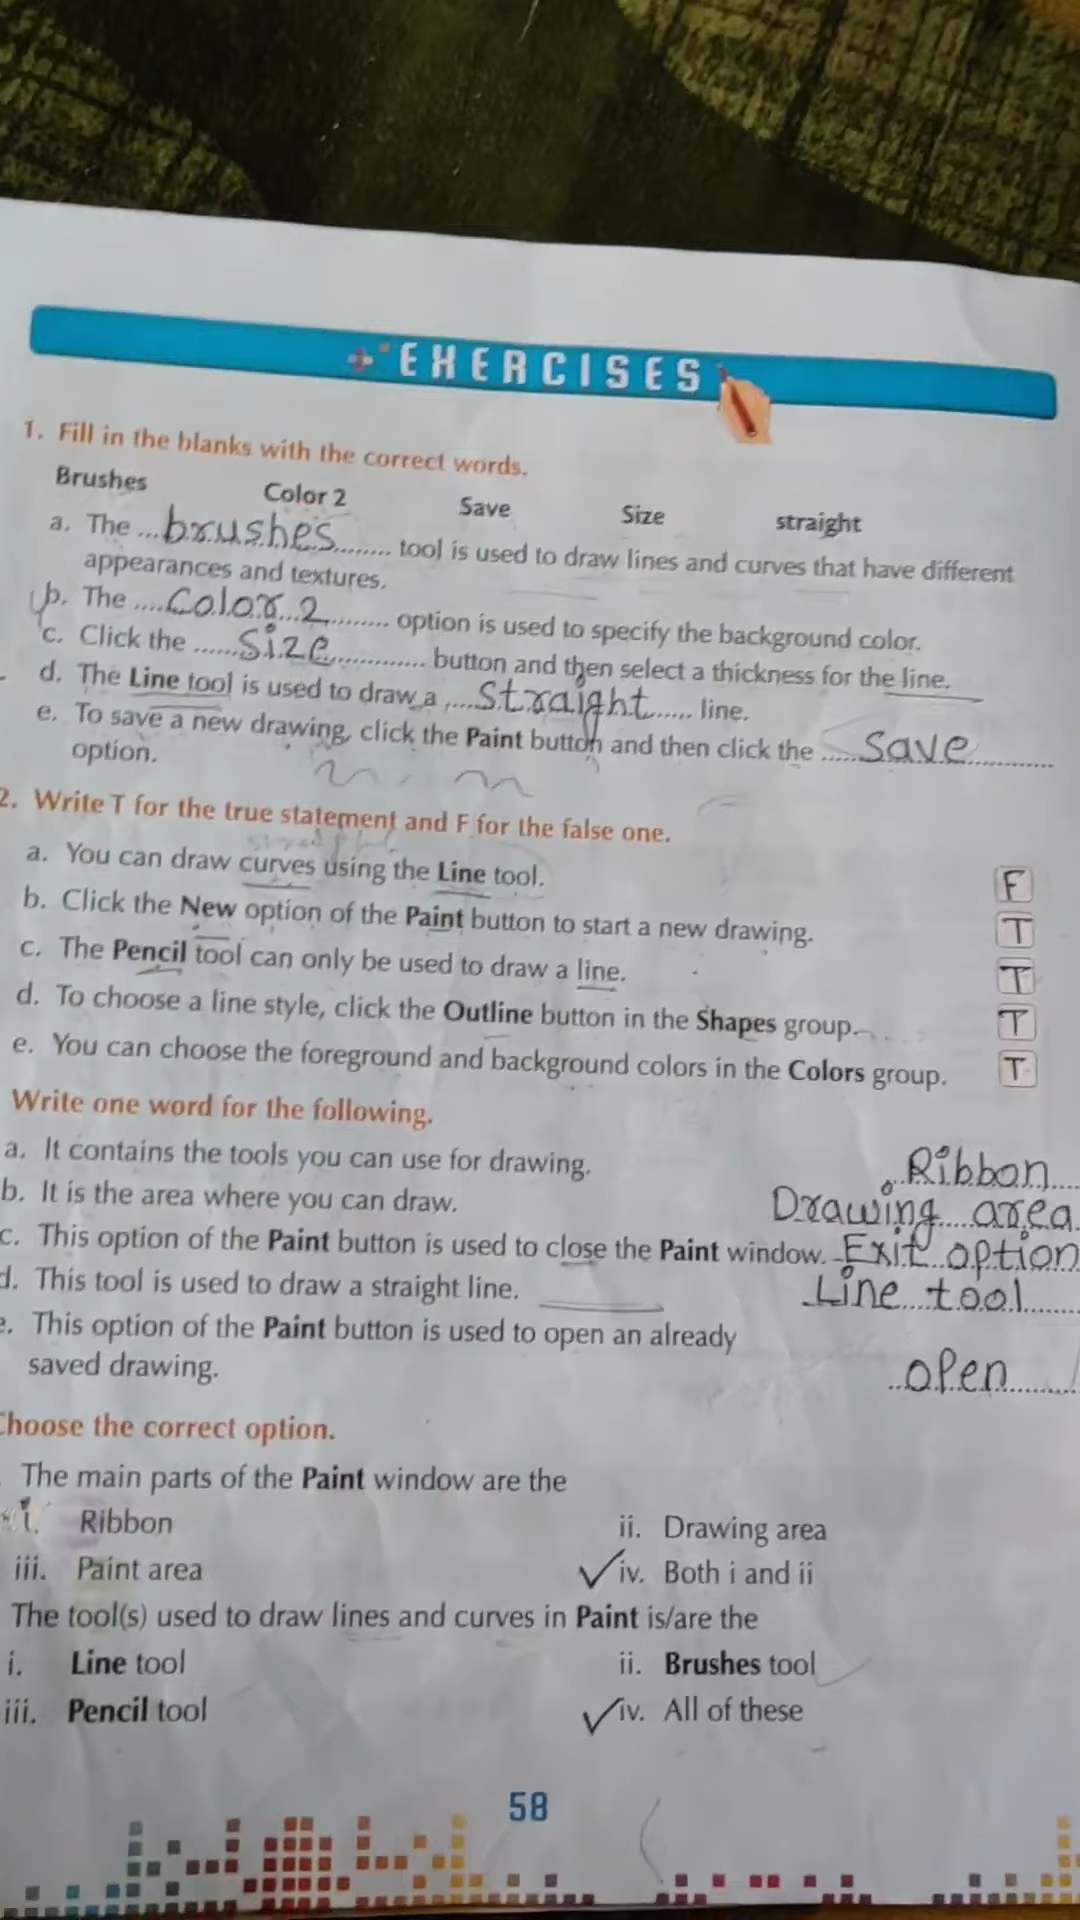 EXERCISES
1. Fill in the blanks with the correct words.
Brushes Color 2 Save Size straight
a. The ...brushes........ tool is used to draw lines and curves that have different
appearances and textures.
b. The ....Color 2......... option is used to specify the background color.
c. Click the ......Size............. button and then select a thickness for the line.
d. The Line tool is used to draw a .....Straight...... line.
e. To save a new drawing, click the Paint button and then click the ......Save............
option.
2. Write T for the true statement and F for the false one.
a. You can draw curves using the Line tool. F
b. Click the New option of the Paint button to start a new drawing. T
c. The Pencil tool can only be used to draw a line. T
d. To choose a line style, click the Outline button in the Shapes group. T
e. You can choose the foreground and background colors in the Colors group. T
Write one word for the following.
a. It contains the tools you can use for drawing. Ribbon
b. It is the area where you can draw. Drawing area
c. This option of the Paint button is used to close the Paint window. Exit option
d. This tool is used to draw a straight line. Line tool
e. This option of the Paint button is used to open an already
saved drawing. open
Choose the correct option.
The main parts of the Paint window are the
i. Ribbon ii. Drawing area
iii. Paint area ✓iv. Both i and ii
The tool(s) used to draw lines and curves in Paint is/are the
i. Line tool ii. Brushes tool
iii. Pencil tool ✓iv. All of these
58